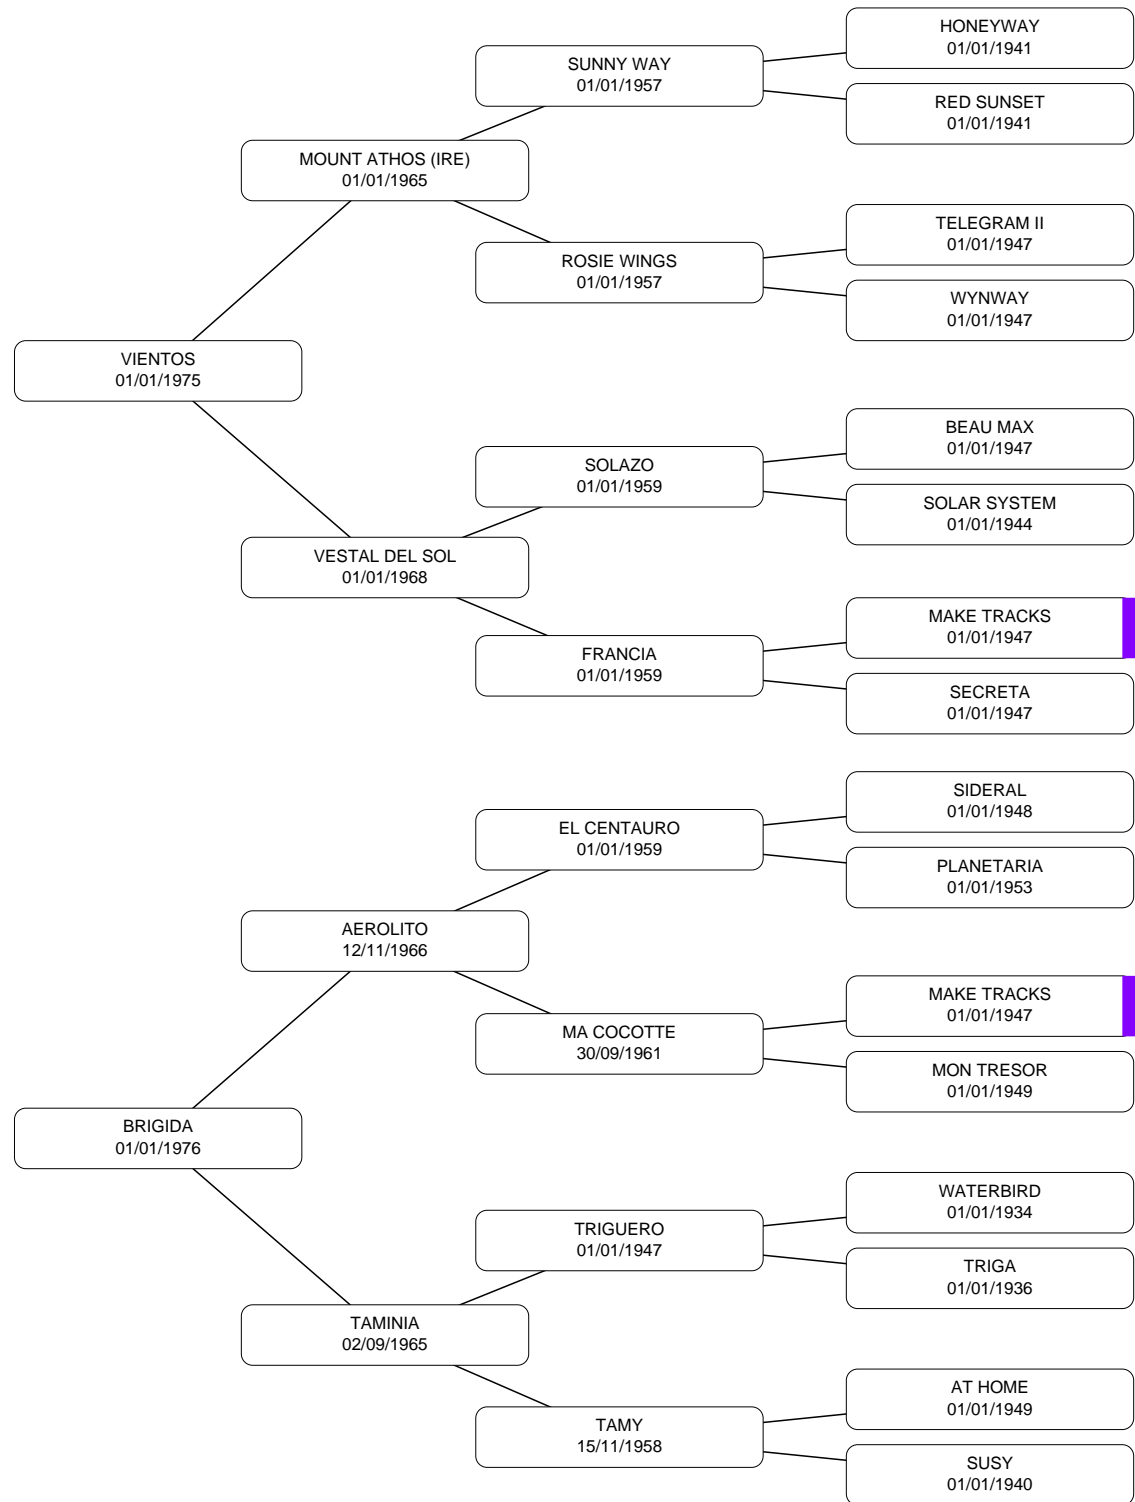 HONEYWAY
01/01/1941
SUNNY WAY
01/01/1957
RED SUNSET
01/01/1941
MOUNT ATHOS (IRE)
01/01/1965
TELEGRAM II
01/01/1947
ROSIE WINGS
01/01/1957
WYNWAY
01/01/1947
VIENTOS
01/01/1975
BEAU MAX
01/01/1947
SOLAZO
01/01/1959
SOLAR SYSTEM
01/01/1944
VESTAL DEL SOL
01/01/1968
MAKE TRACKS
01/01/1947
FRANCIA
01/01/1959
SECRETA
01/01/1947
SIDERAL
01/01/1948
EL CENTAURO
01/01/1959
PLANETARIA
01/01/1953
AEROLITO
12/11/1966
MAKE TRACKS
01/01/1947
MA COCOTTE
30/09/1961
MON TRESOR
01/01/1949
BRIGIDA
01/01/1976
WATERBIRD
01/01/1934
TRIGUERO
01/01/1947
TRIGA
01/01/1936
TAMINIA
02/09/1965
AT HOME
01/01/1949
TAMY
15/11/1958
SUSY
01/01/1940